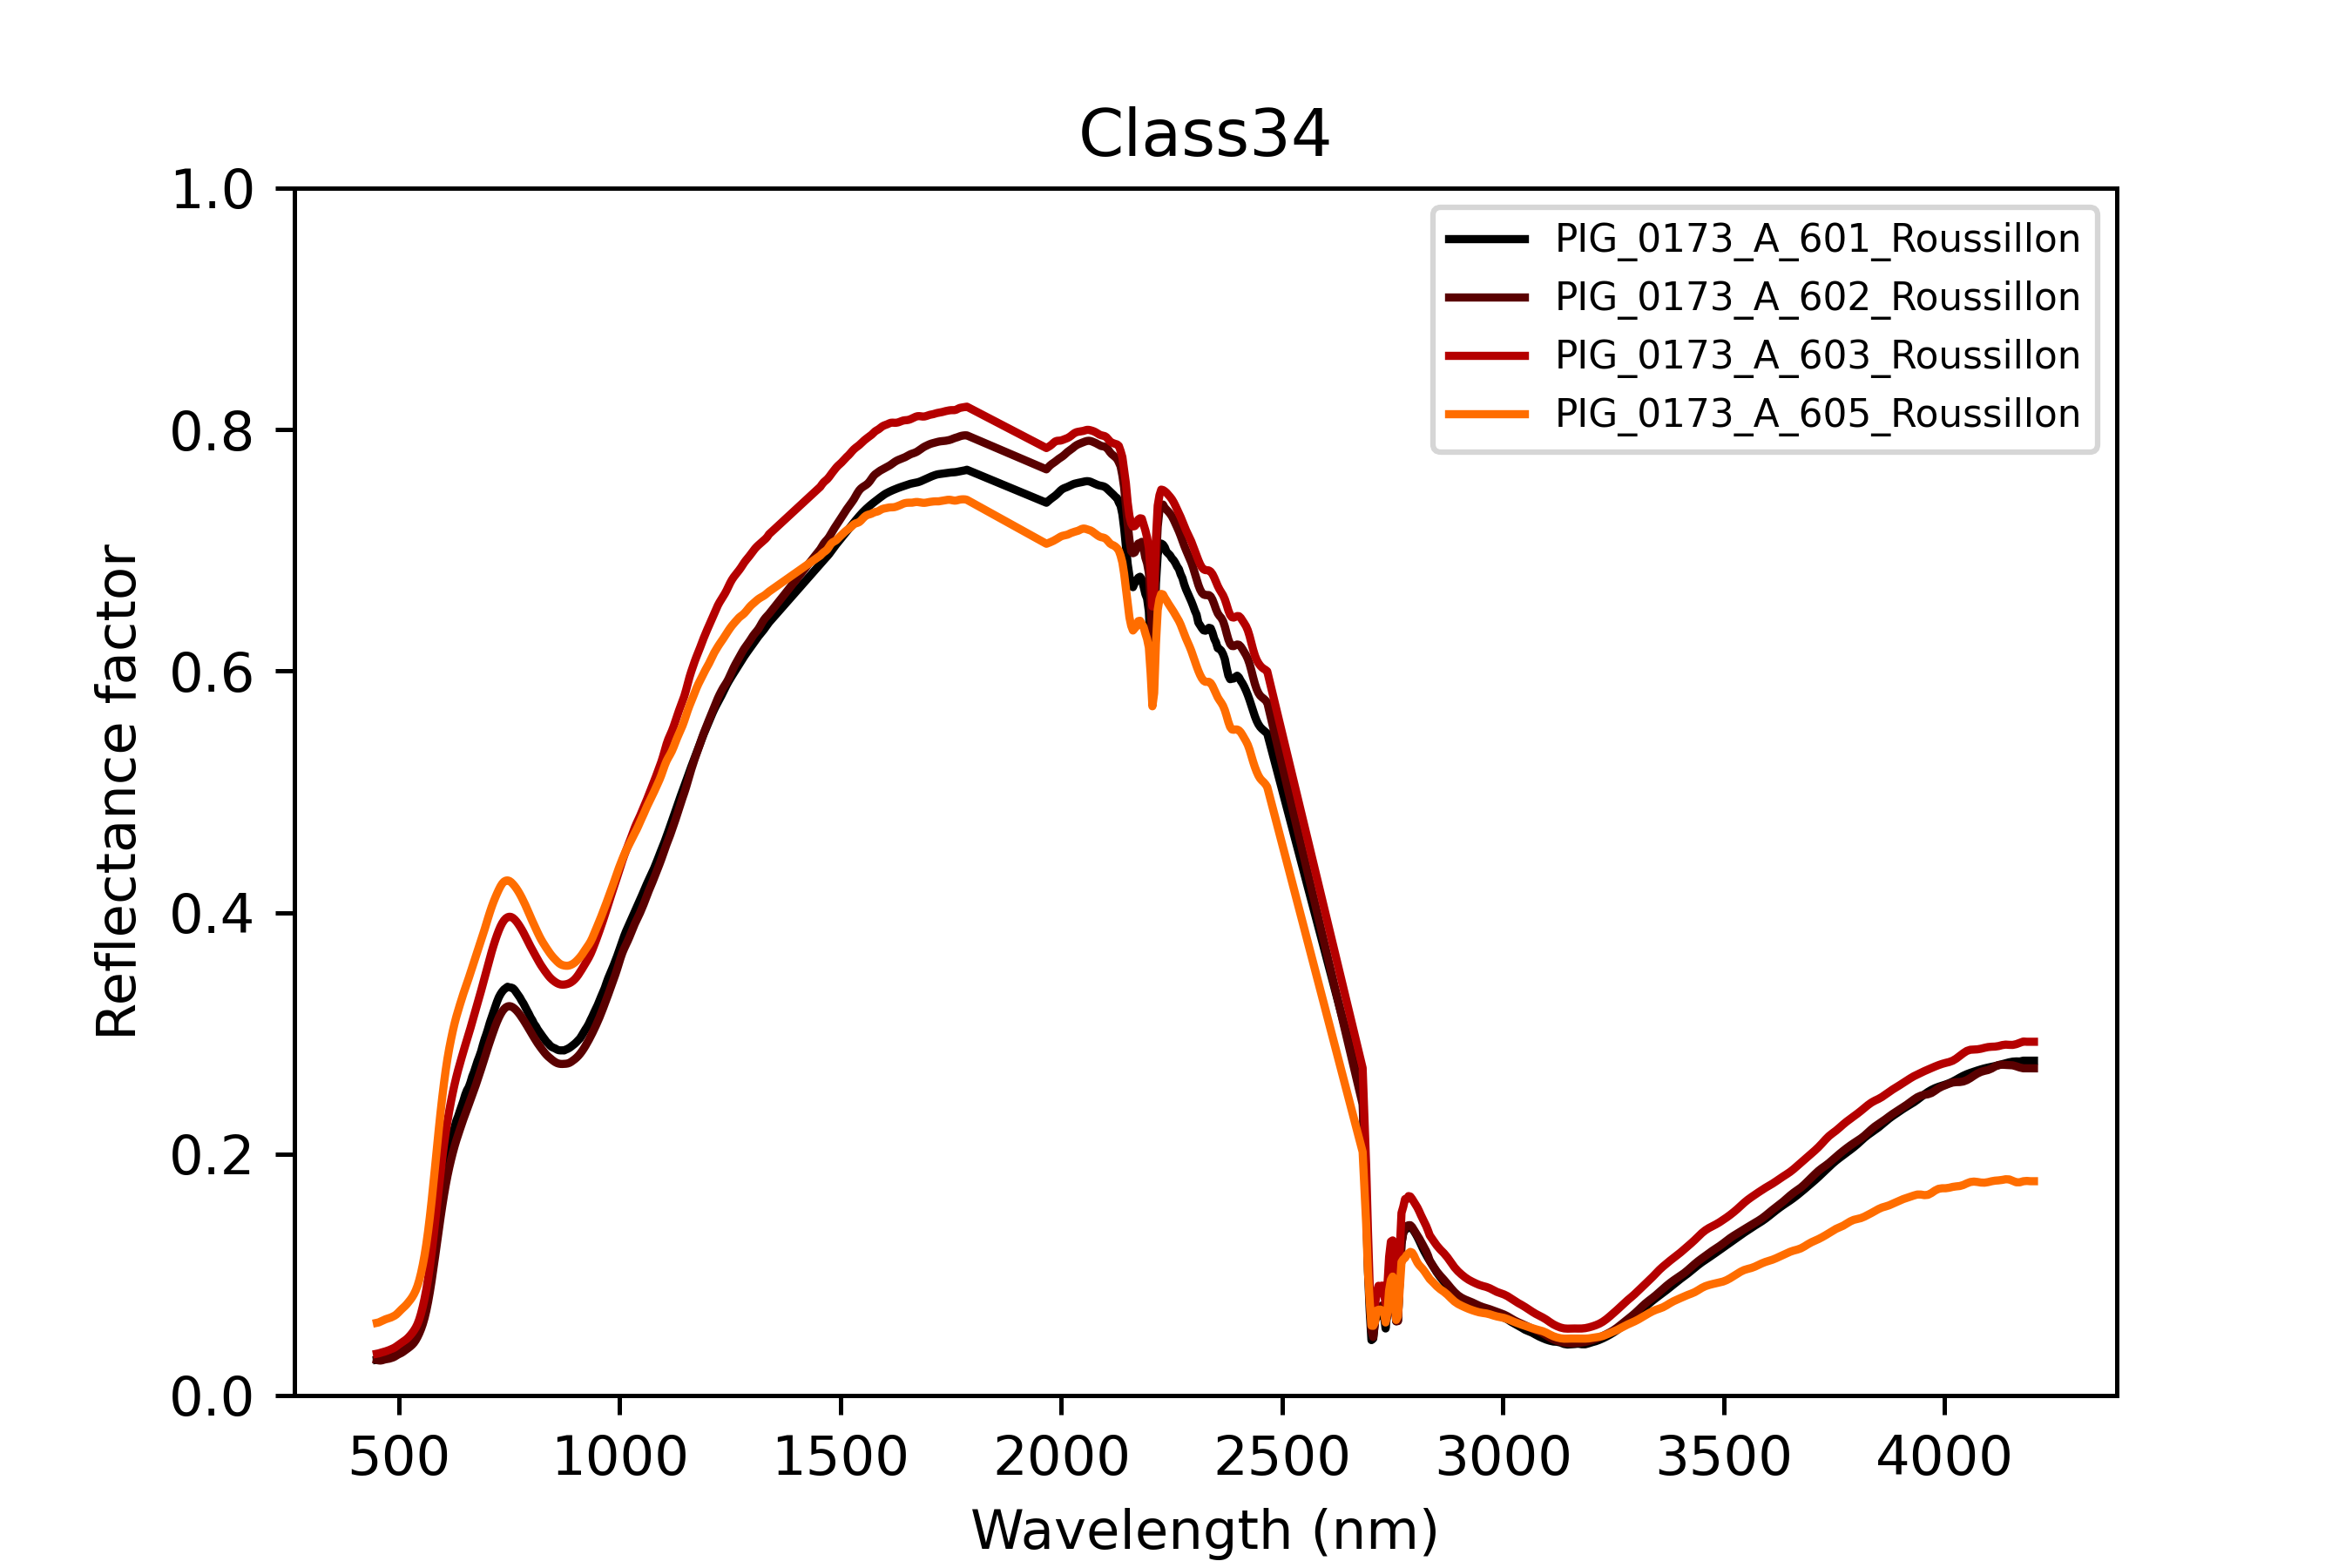 Class34
1.0
0.8
0.6
0.4
0.2
0.0
Reflectance factor
PIG_0173_A_601_Roussillon
PIG_0173_A_602_Roussillon
PIG_0173_A_603_Roussillon
PIG_0173_A_605_Roussillon
500 1000 1500 2000 2500 3000 3500 4000
Wavelength (nm)